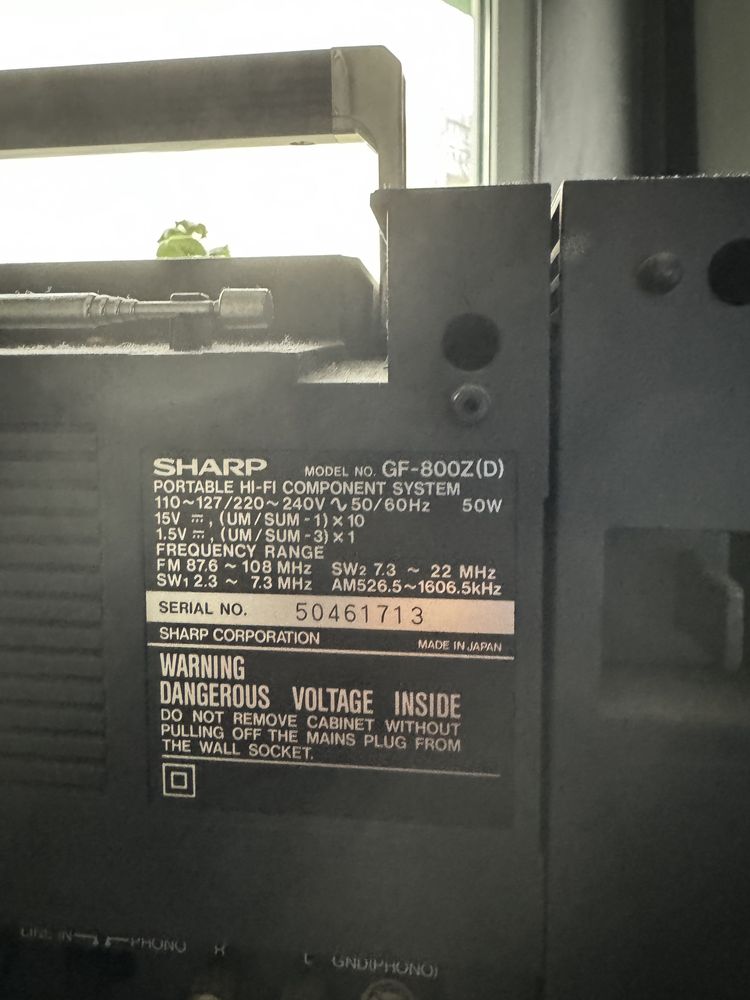 SHARP MODEL NO. GF-800Z(D)
PORTABLE HI-FI COMPONENT SYSTEM
110~127/220~240V ∿ 50/60Hz 50W
15V ⎓, (UM/SUM-1)×10
1.5V ⎓, (UM/SUM-3)×1
FREQUENCY RANGE
FM 87.6 ~ 108 MHz SW2 7.3 ~ 22 MHz
SW1 2.3 ~ 7.3 MHz AM526.5~1606.5kHz
SERIAL NO. 50461713
SHARP CORPORATION MADE IN JAPAN
WARNING
DANGEROUS VOLTAGE INSIDE
DO NOT REMOVE CABINET WITHOUT
PULLING OFF THE MAINS PLUG FROM
THE WALL SOCKET.
LINE IN PHONO R L GND(PHONO)